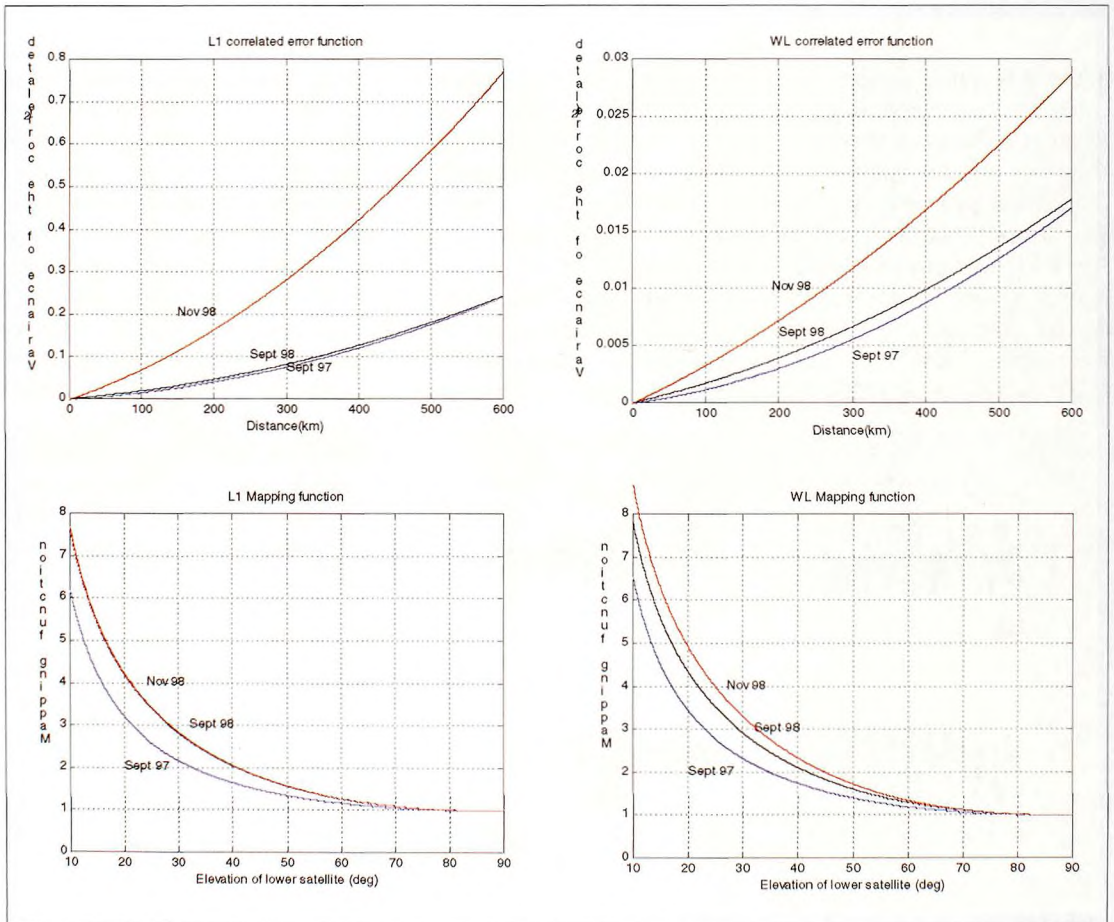 L1 correlated error function
Variance of the correlated
0.8
0.7
0.6
0.5
0.4
0.3
0.2
0.1
0
Nov 98
Sept 98
Sept 97
0 100 200 300 400 500 600
Distance(km)
WL correlated error function
Variance of the correlated
0.03
0.025
0.02
0.015
0.01
0.005
0
Nov 98
Sept 98
Sept 97
0 100 200 300 400 500 600
Distance(km)
L1 Mapping function
Mapping function
8
7
6
5
4
3
2
1
0
Nov 98
Sept 98
Sept 97
10 20 30 40 50 60 70 80 90
Elevation of lower satellite (deg)
WL Mapping function
Mapping function
8
7
6
5
4
3
2
1
0
Nov 98
Sept 98
Sept 97
10 20 30 40 50 60 70 80 90
Elevation of lower satellite (deg)